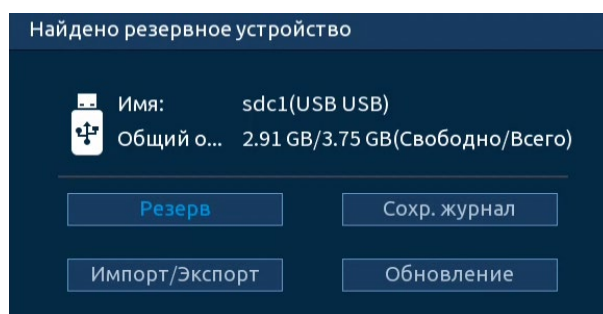 Найдено резервное устройство
Имя: sdc1(USB USB)
Общий о... 2.91 GB/3.75 GB(Свободно/Всего)
Резерв Сохр. журнал
Импорт/Экспорт Обновление